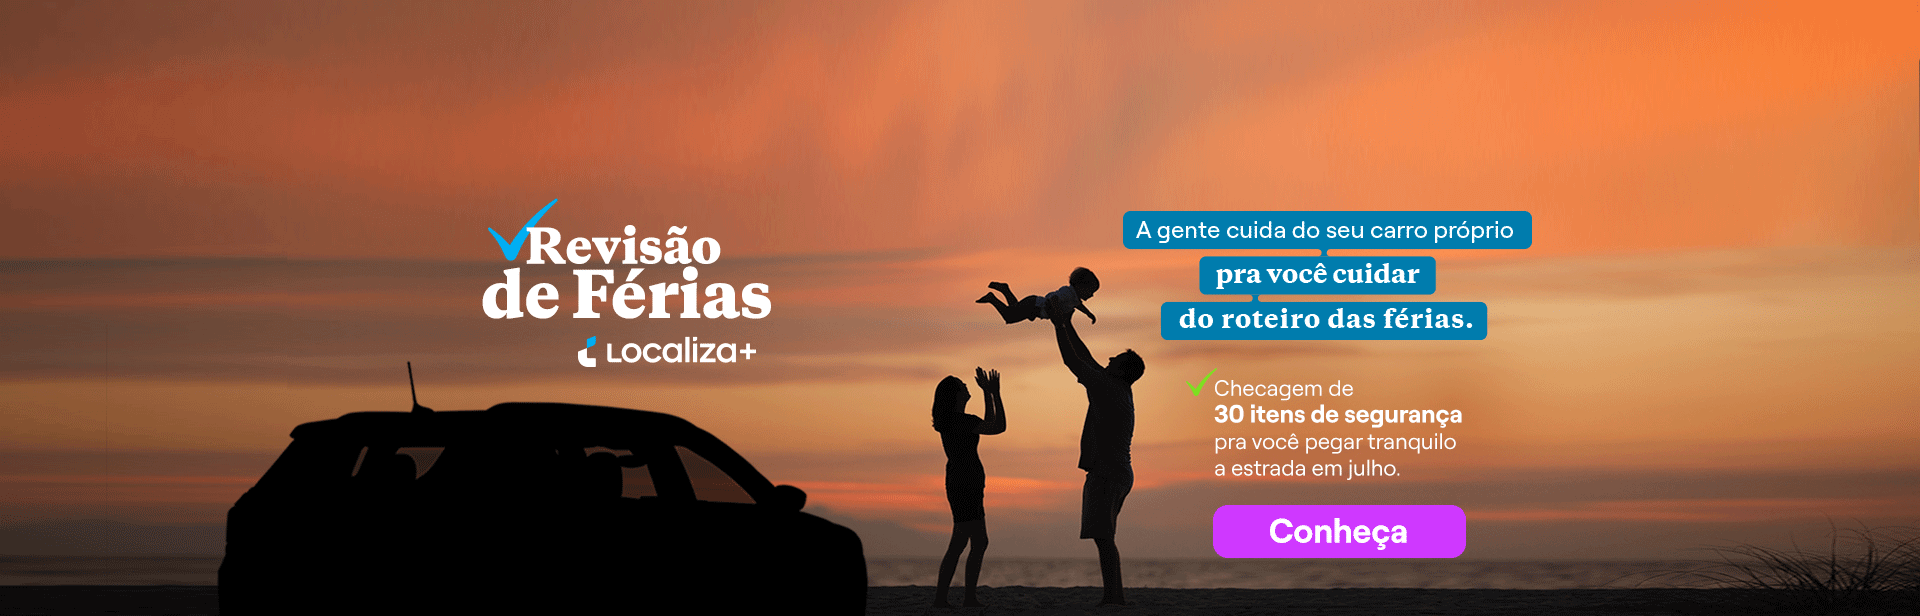 Revisão
de Férias
Localiza+
A gente cuida do seu carro próprio
pra você cuidar
do roteiro das férias.
Checagem de
30 itens de segurança
pra você pegar tranquilo
a estrada em julho.
Conheça